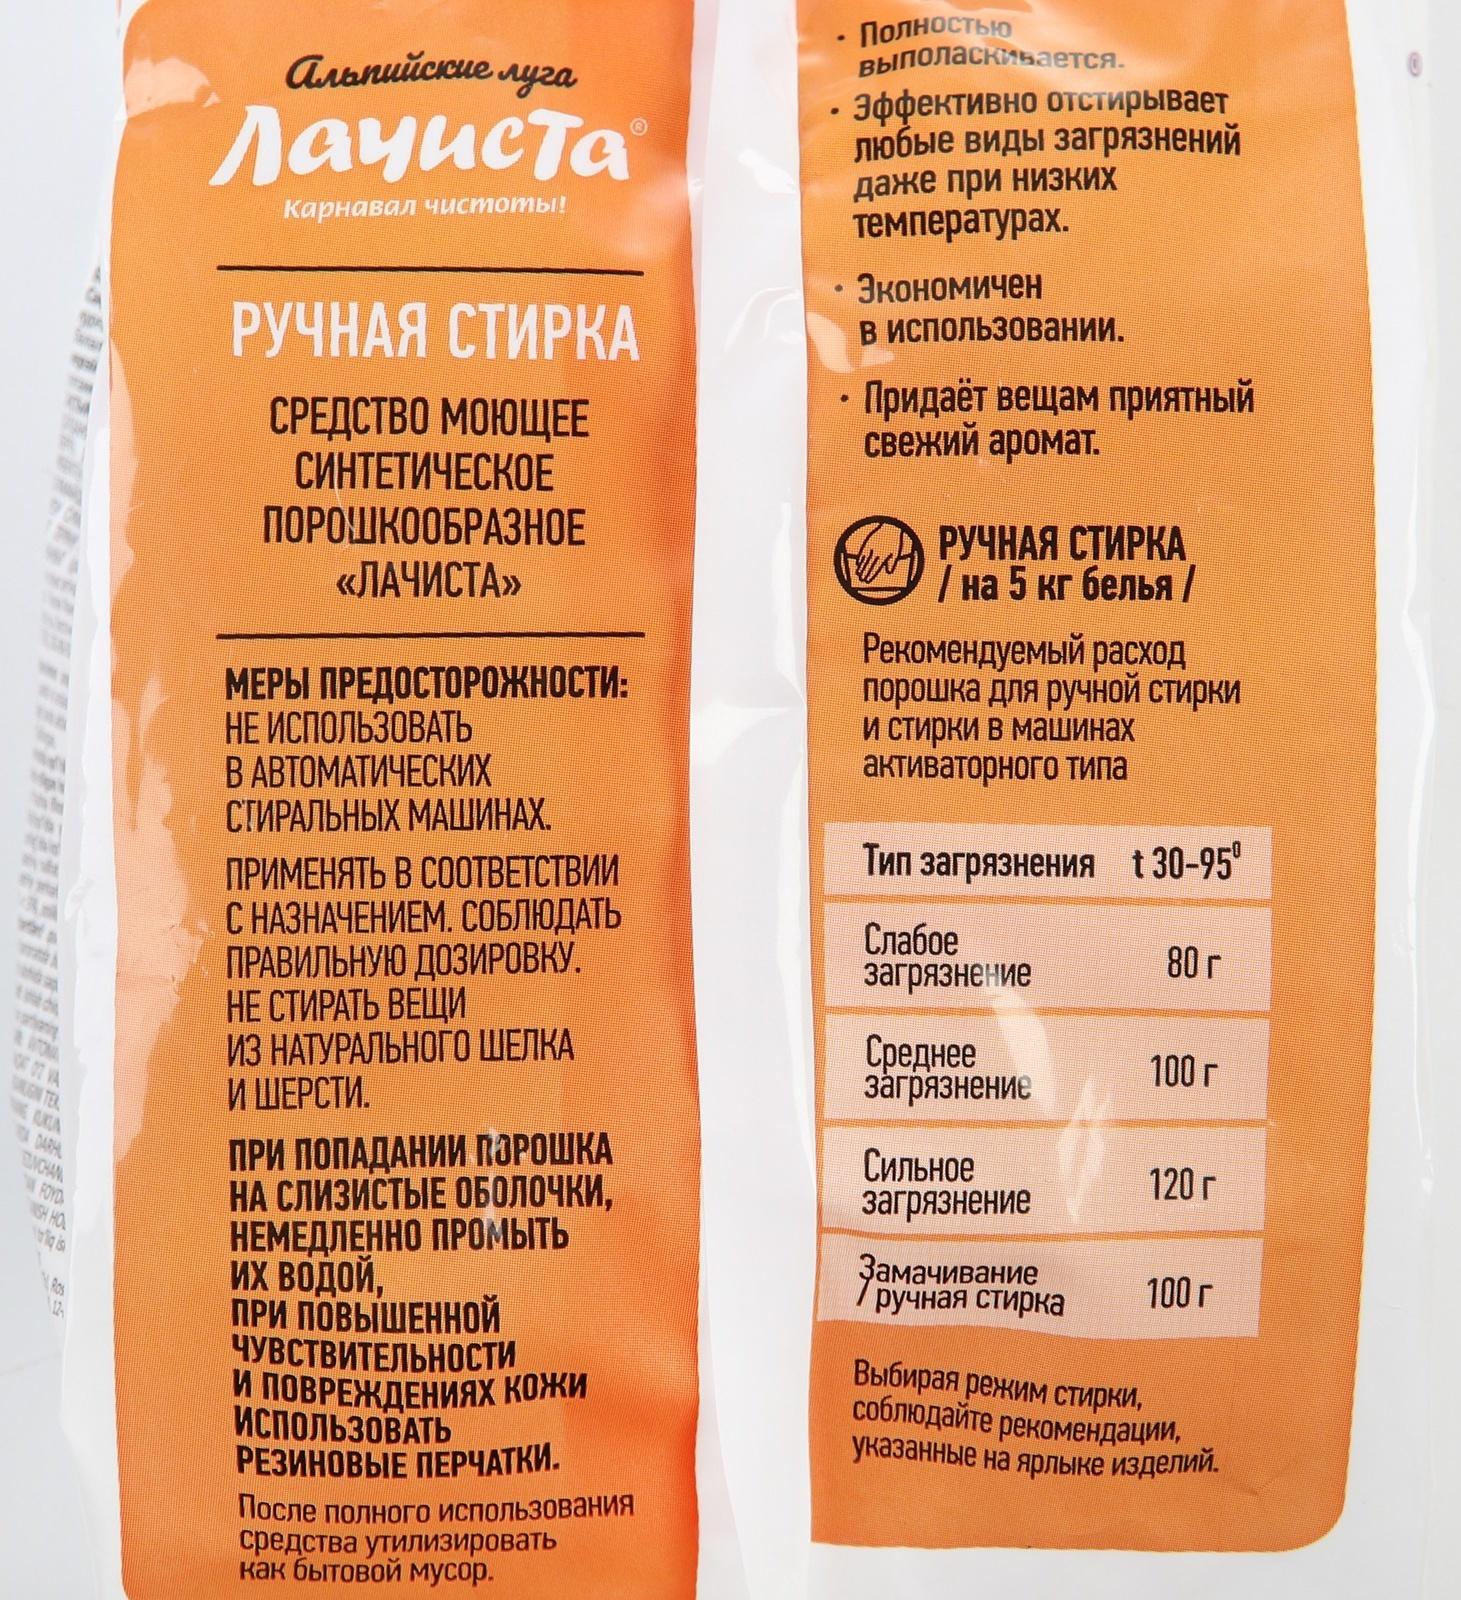 Альпийские луга
Лачиста®
Карнавал чистоты!
РУЧНАЯ СТИРКА
СРЕДСТВО МОЮЩЕЕ
СИНТЕТИЧЕСКОЕ
ПОРОШКООБРАЗНОЕ
«ЛАЧИСТА»
МЕРЫ ПРЕДОСТОРОЖНОСТИ:
НЕ ИСПОЛЬЗОВАТЬ
В АВТОМАТИЧЕСКИХ
СТИРАЛЬНЫХ МАШИНАХ.
ПРИМЕНЯТЬ В СООТВЕТСТВИИ
С НАЗНАЧЕНИЕМ. СОБЛЮДАТЬ
ПРАВИЛЬНУЮ ДОЗИРОВКУ.
НЕ СТИРАТЬ ВЕЩИ
ИЗ НАТУРАЛЬНОГО ШЕЛКА
И ШЕРСТИ.
ПРИ ПОПАДАНИИ ПОРОШКА
НА СЛИЗИСТЫЕ ОБОЛОЧКИ,
НЕМЕДЛЕННО ПРОМЫТЬ
ИХ ВОДОЙ,
ПРИ ПОВЫШЕННОЙ
ЧУВСТВИТЕЛЬНОСТИ
И ПОВРЕЖДЕНИЯХ КОЖИ
ИСПОЛЬЗОВАТЬ
РЕЗИНОВЫЕ ПЕРЧАТКИ.
После полного использования
средства утилизировать
как бытовой мусор.
· Полностью
выполаскивается.
· Эффективно отстирывает
любые виды загрязнений
даже при низких
температурах.
· Экономичен
в использовании.
· Придаёт вещам приятный
свежий аромат.
РУЧНАЯ СТИРКА
/ на 5 кг белья /
Рекомендуемый расход
порошка для ручной стирки
и стирки в машинах
активаторного типа
Тип загрязнения t 30-95⁰
Слабое
загрязнение 80 г
Среднее
загрязнение 100 г
Сильное
загрязнение 120 г
Замачивание
/ ручная стирка 100 г
Выбирая режим стирки,
соблюдайте рекомендации,
указанные на ярлыке изделий.